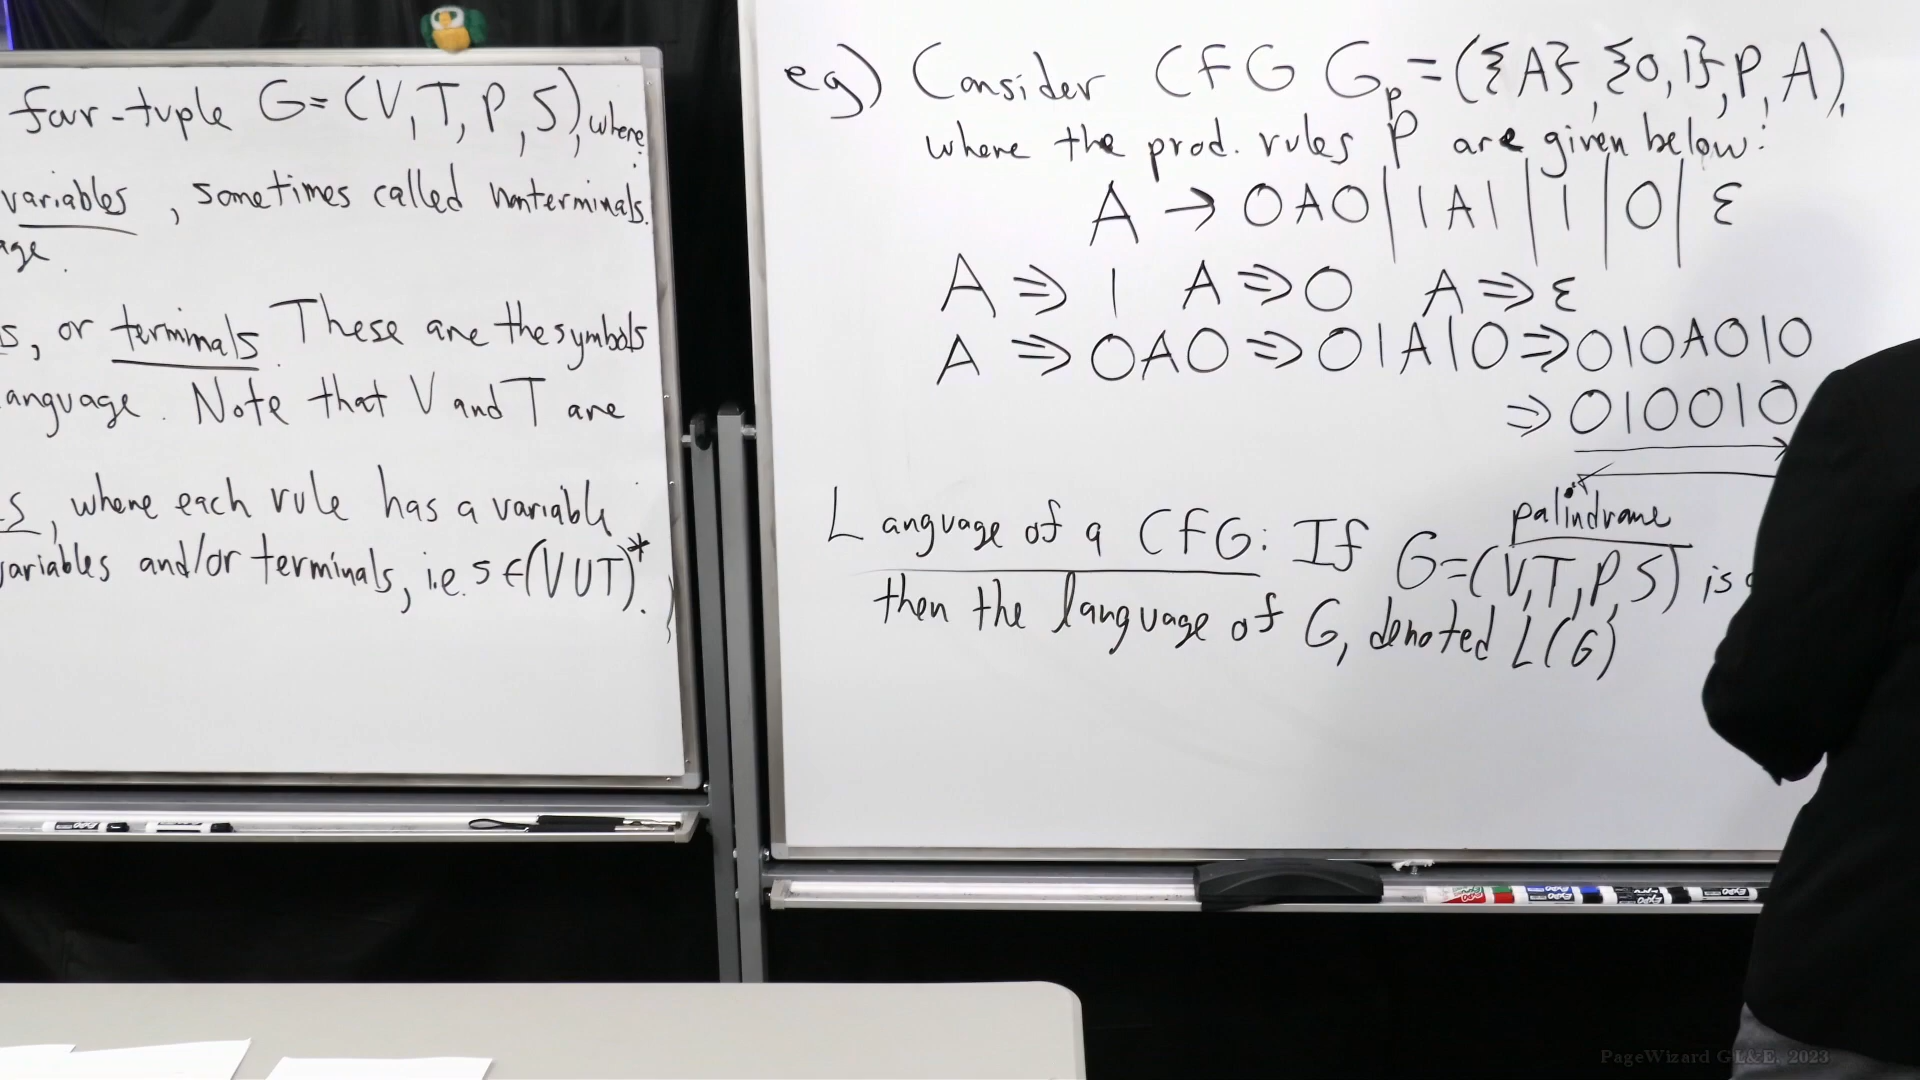 four-tuple G=(V,T,P,S), where
variables, sometimes called nonterminals.
age.
s, or terminals. These are the symbols
anguage. Note that V and T are
s, where each rule has a variable
variables and/or terminals, i.e. s ∈ (V∪T)*.
eg) Consider CFG Gp=({A},{0,1},P,A),
where the prod. rules P are given below:
A → 0A0 | 1A1 | 1 | 0 | ε
A ⇒ 1 A ⇒ 0 A ⇒ ε
A ⇒ 0A0 ⇒ 01A10 ⇒ 010A010
⇒ 010010
palindrome
Language of a CFG: If G=(V,T,P,S) is
then the language of G, denoted L(G)
EXPO
PageWizard GL&E. 2023